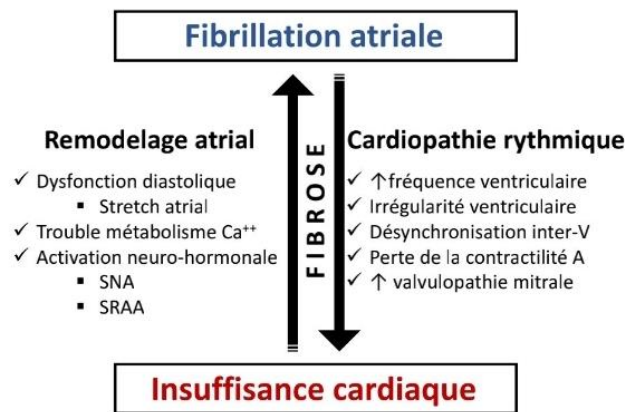 Fibrillation atriale
Remodelage atrial
✓ Dysfonction diastolique
▪ Stretch atrial
✓ Trouble métabolisme Ca⁺⁺
✓ Activation neuro-hormonale
▪ SNA
▪ SRAA
FIBROSE
Cardiopathie rythmique
✓ ↑fréquence ventriculaire
✓ Irrégularité ventriculaire
✓ Désynchronisation inter-V
✓ Perte de la contractilité A
✓ ↑ valvulopathie mitrale
Insuffisance cardiaque